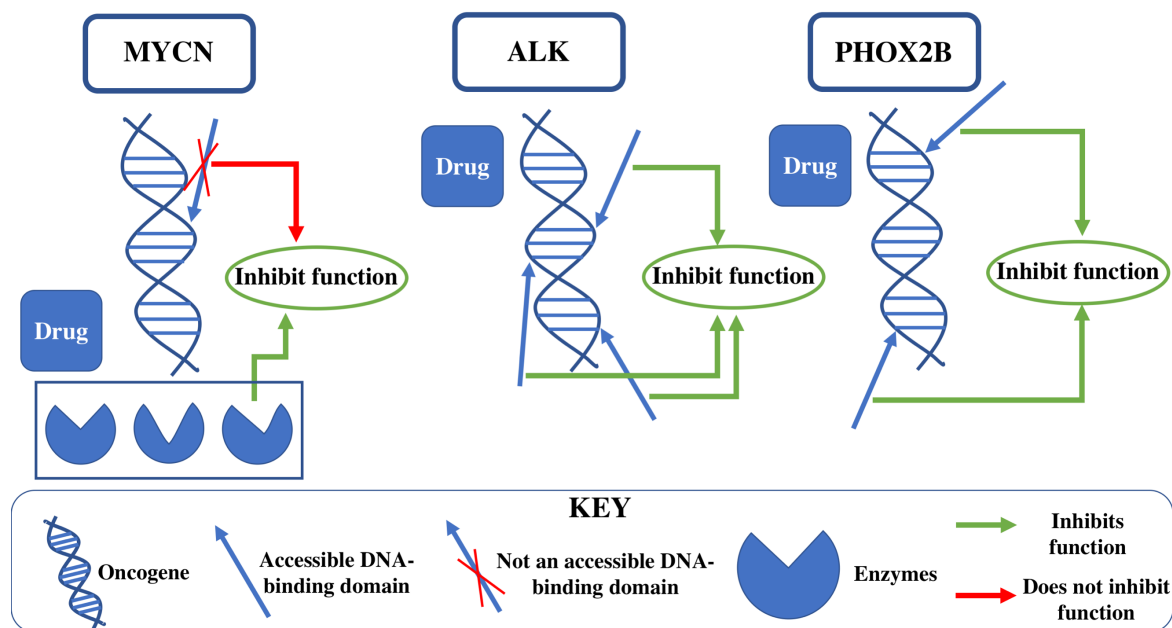 MYCN
ALK
PHOX2B
Drug
Drug
Drug
Inhibit function
Inhibit function
Inhibit function
KEY
Oncogene
Accessible DNA-
binding domain
Not an accessible DNA-
binding domain
Enzymes
Inhibits
function
Does not inhibit
function